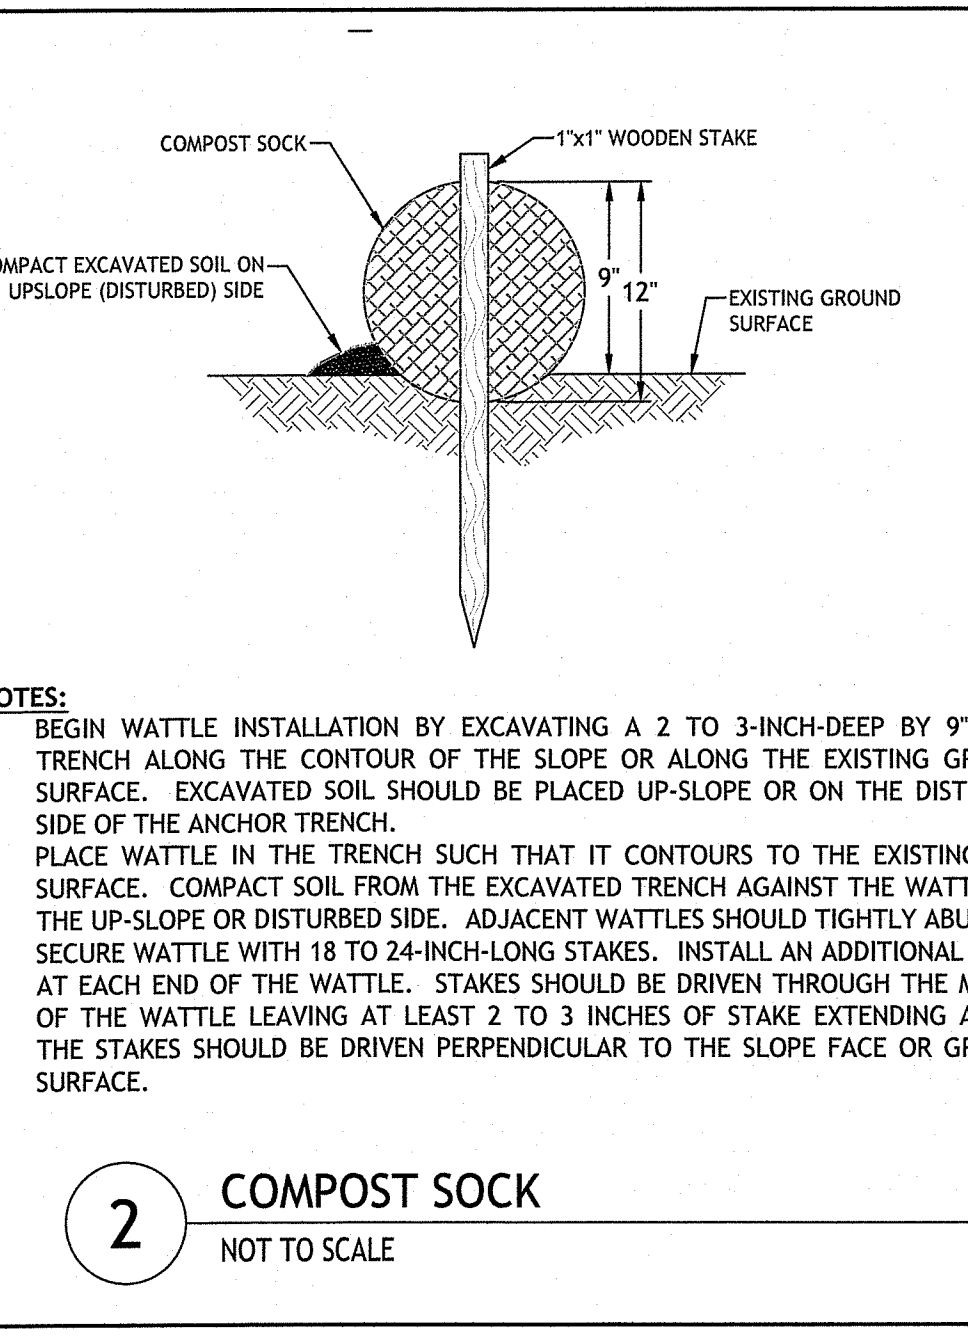 COMPOST SOCK
1"x1" WOODEN STAKE
OMPACT EXCAVATED SOIL ON
UPSLOPE (DISTURBED) SIDE
9"
12"
EXISTING GROUND
SURFACE
OTES:
BEGIN WATTLE INSTALLATION BY EXCAVATING A 2 TO 3-INCH-DEEP BY 9"
TRENCH ALONG THE CONTOUR OF THE SLOPE OR ALONG THE EXISTING GR
SURFACE. EXCAVATED SOIL SHOULD BE PLACED UP-SLOPE OR ON THE DIST
SIDE OF THE ANCHOR TRENCH.
PLACE WATTLE IN THE TRENCH SUCH THAT IT CONTOURS TO THE EXISTING
SURFACE. COMPACT SOIL FROM THE EXCAVATED TRENCH AGAINST THE WATT
THE UP-SLOPE OR DISTURBED SIDE. ADJACENT WATTLES SHOULD TIGHTLY ABU
SECURE WATTLE WITH 18 TO 24-INCH-LONG STAKES. INSTALL AN ADDITIONAL
AT EACH END OF THE WATTLE. STAKES SHOULD BE DRIVEN THROUGH THE M
OF THE WATTLE LEAVING AT LEAST 2 TO 3 INCHES OF STAKE EXTENDING A
THE STAKES SHOULD BE DRIVEN PERPENDICULAR TO THE SLOPE FACE OR GR
SURFACE.
2
COMPOST SOCK
NOT TO SCALE